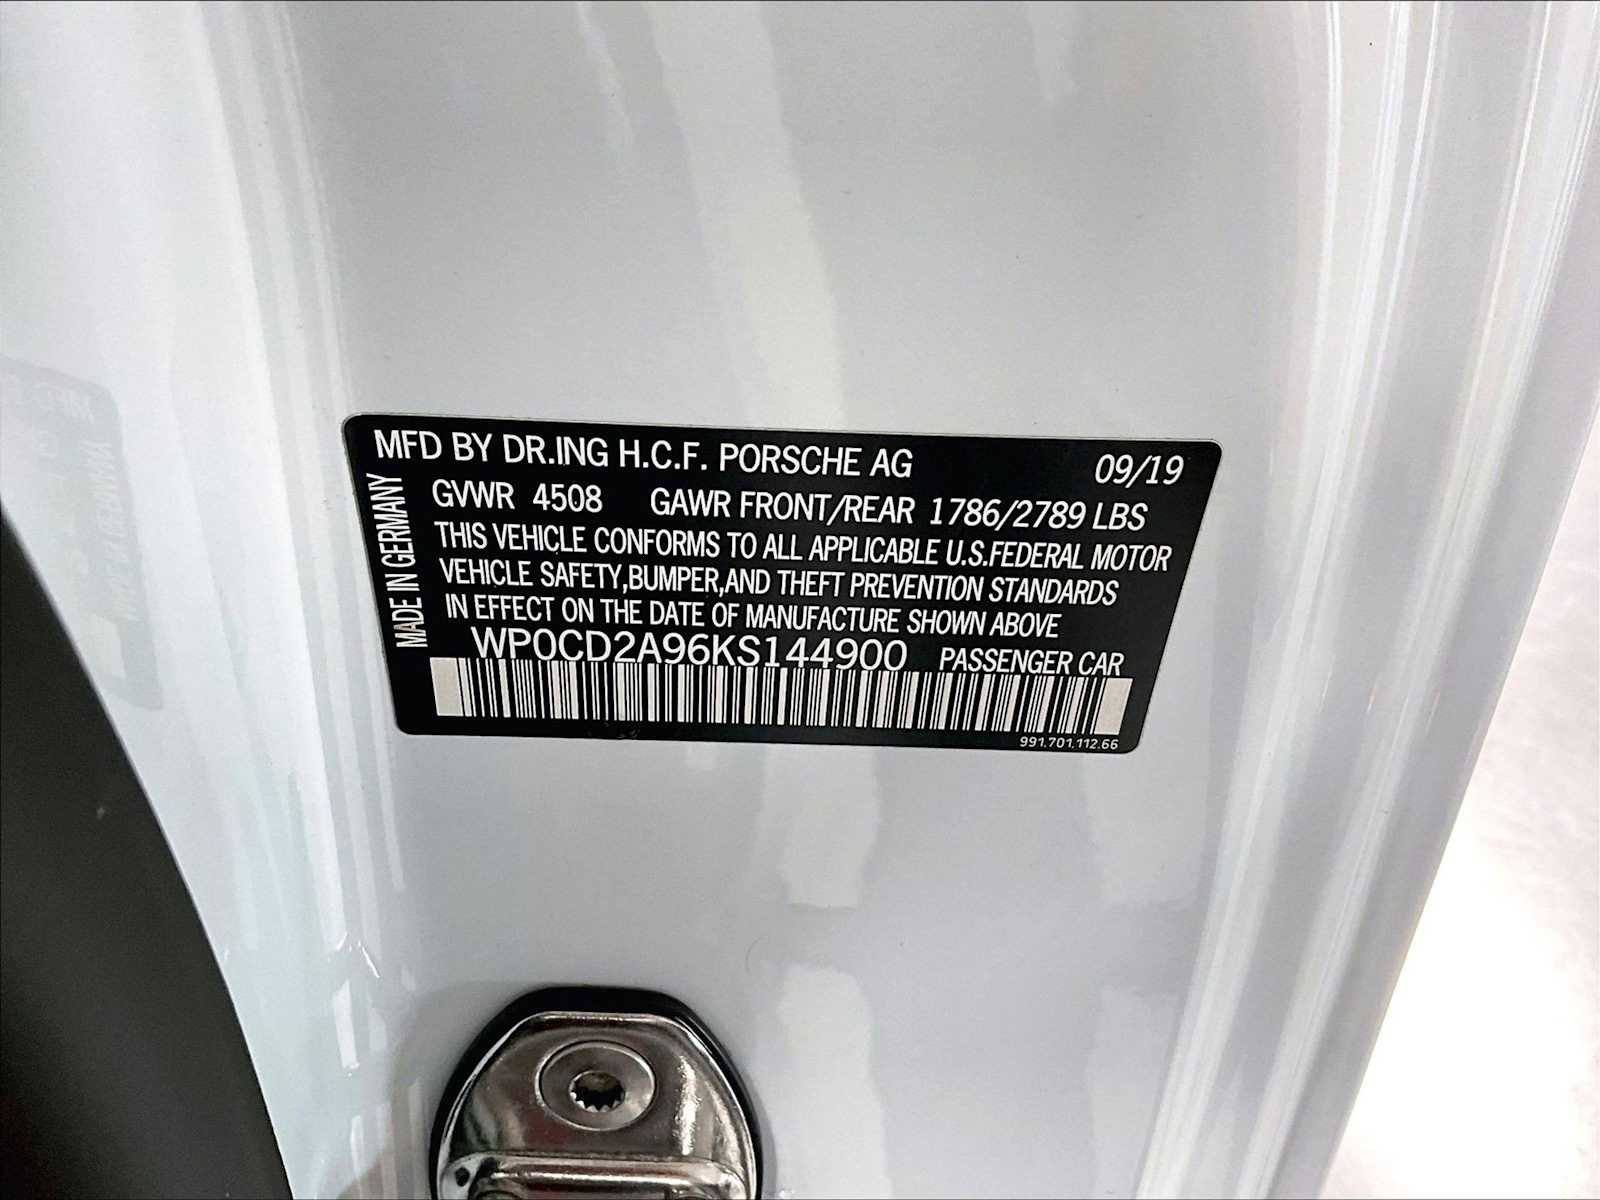 MFD BY DR.ING H.C.F. PORSCHE AG 09/19
GVWR 4508 GAWR FRONT/REAR 1786/2789 LBS
THIS VEHICLE CONFORMS TO ALL APPLICABLE U.S.FEDERAL MOTOR
VEHICLE SAFETY,BUMPER,AND THEFT PREVENTION STANDARDS
IN EFFECT ON THE DATE OF MANUFACTURE SHOWN ABOVE
WP0CD2A96KS144900 PASSENGER CAR
991.701.112.66
MADE IN GERMANY